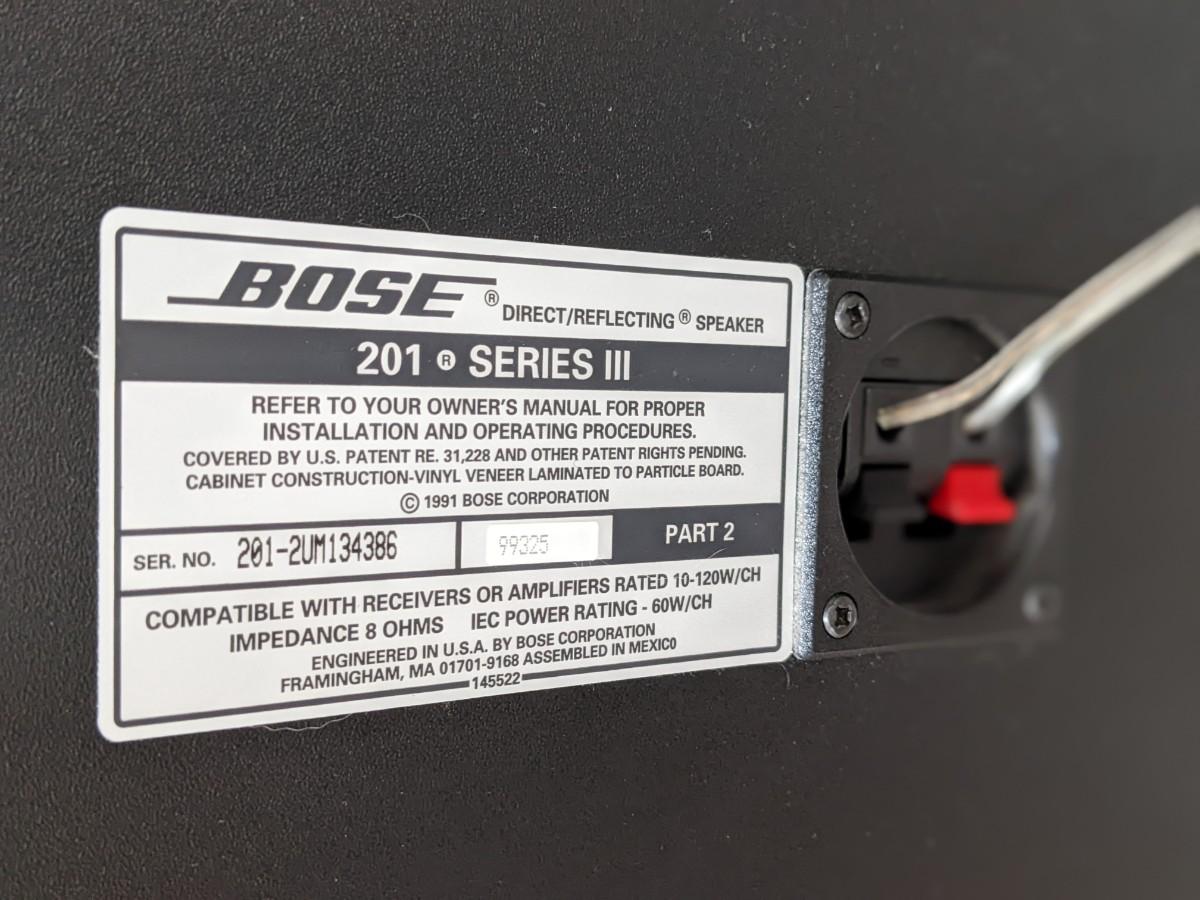 BOSE ® DIRECT/REFLECTING ® SPEAKER
201 ® SERIES III
REFER TO YOUR OWNER'S MANUAL FOR PROPER
INSTALLATION AND OPERATING PROCEDURES.
COVERED BY U.S. PATENT RE. 31,228 AND OTHER PATENT RIGHTS PENDING.
CABINET CONSTRUCTION-VINYL VENEER LAMINATED TO PARTICLE BOARD.
© 1991 BOSE CORPORATION
SER. NO. 201-2UM134386 99325 PART 2
COMPATIBLE WITH RECEIVERS OR AMPLIFIERS RATED 10-120W/CH
IMPEDANCE 8 OHMS IEC POWER RATING - 60W/CH
ENGINEERED IN U.S.A. BY BOSE CORPORATION
FRAMINGHAM, MA 01701-9168 ASSEMBLED IN MEXICO
145522